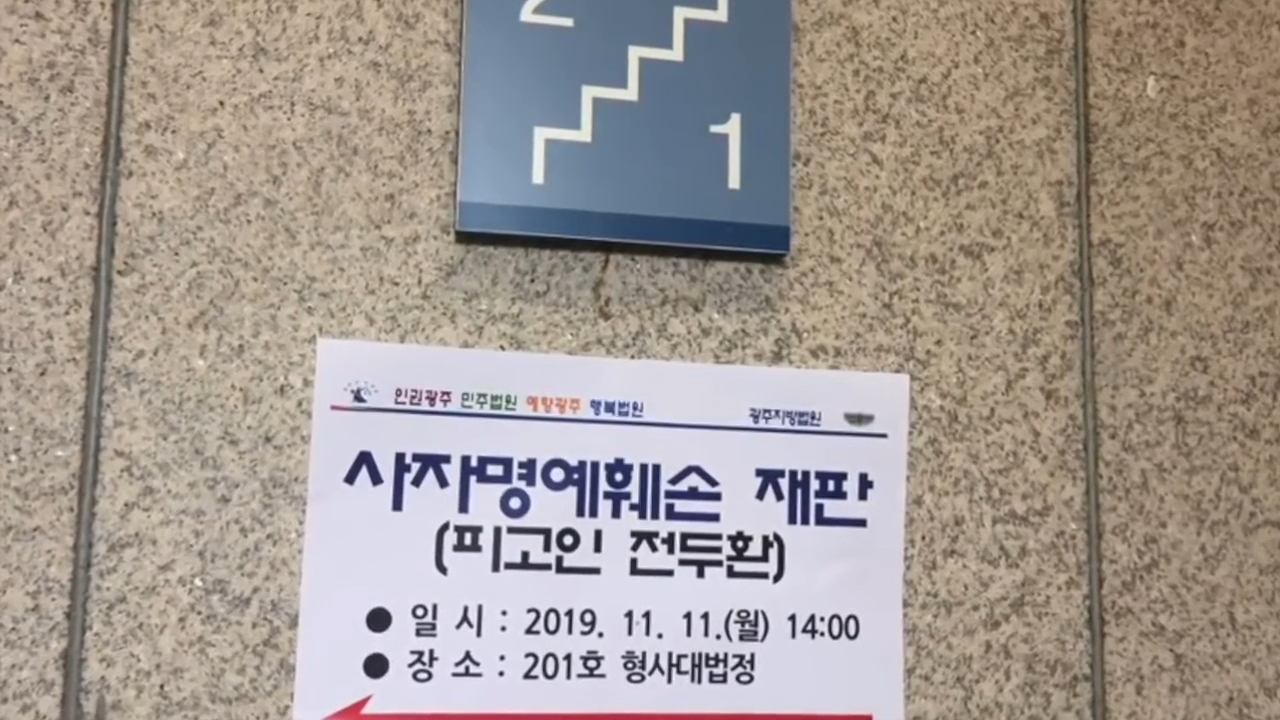 2
1
인권광주 민주법원 예향광주 행복법원 광주지방법원
사자명예훼손 재판
(피고인 전두환)
● 일 시 : 2019. 11. 11.(월) 14:00
● 장 소 : 201호 형사대법정